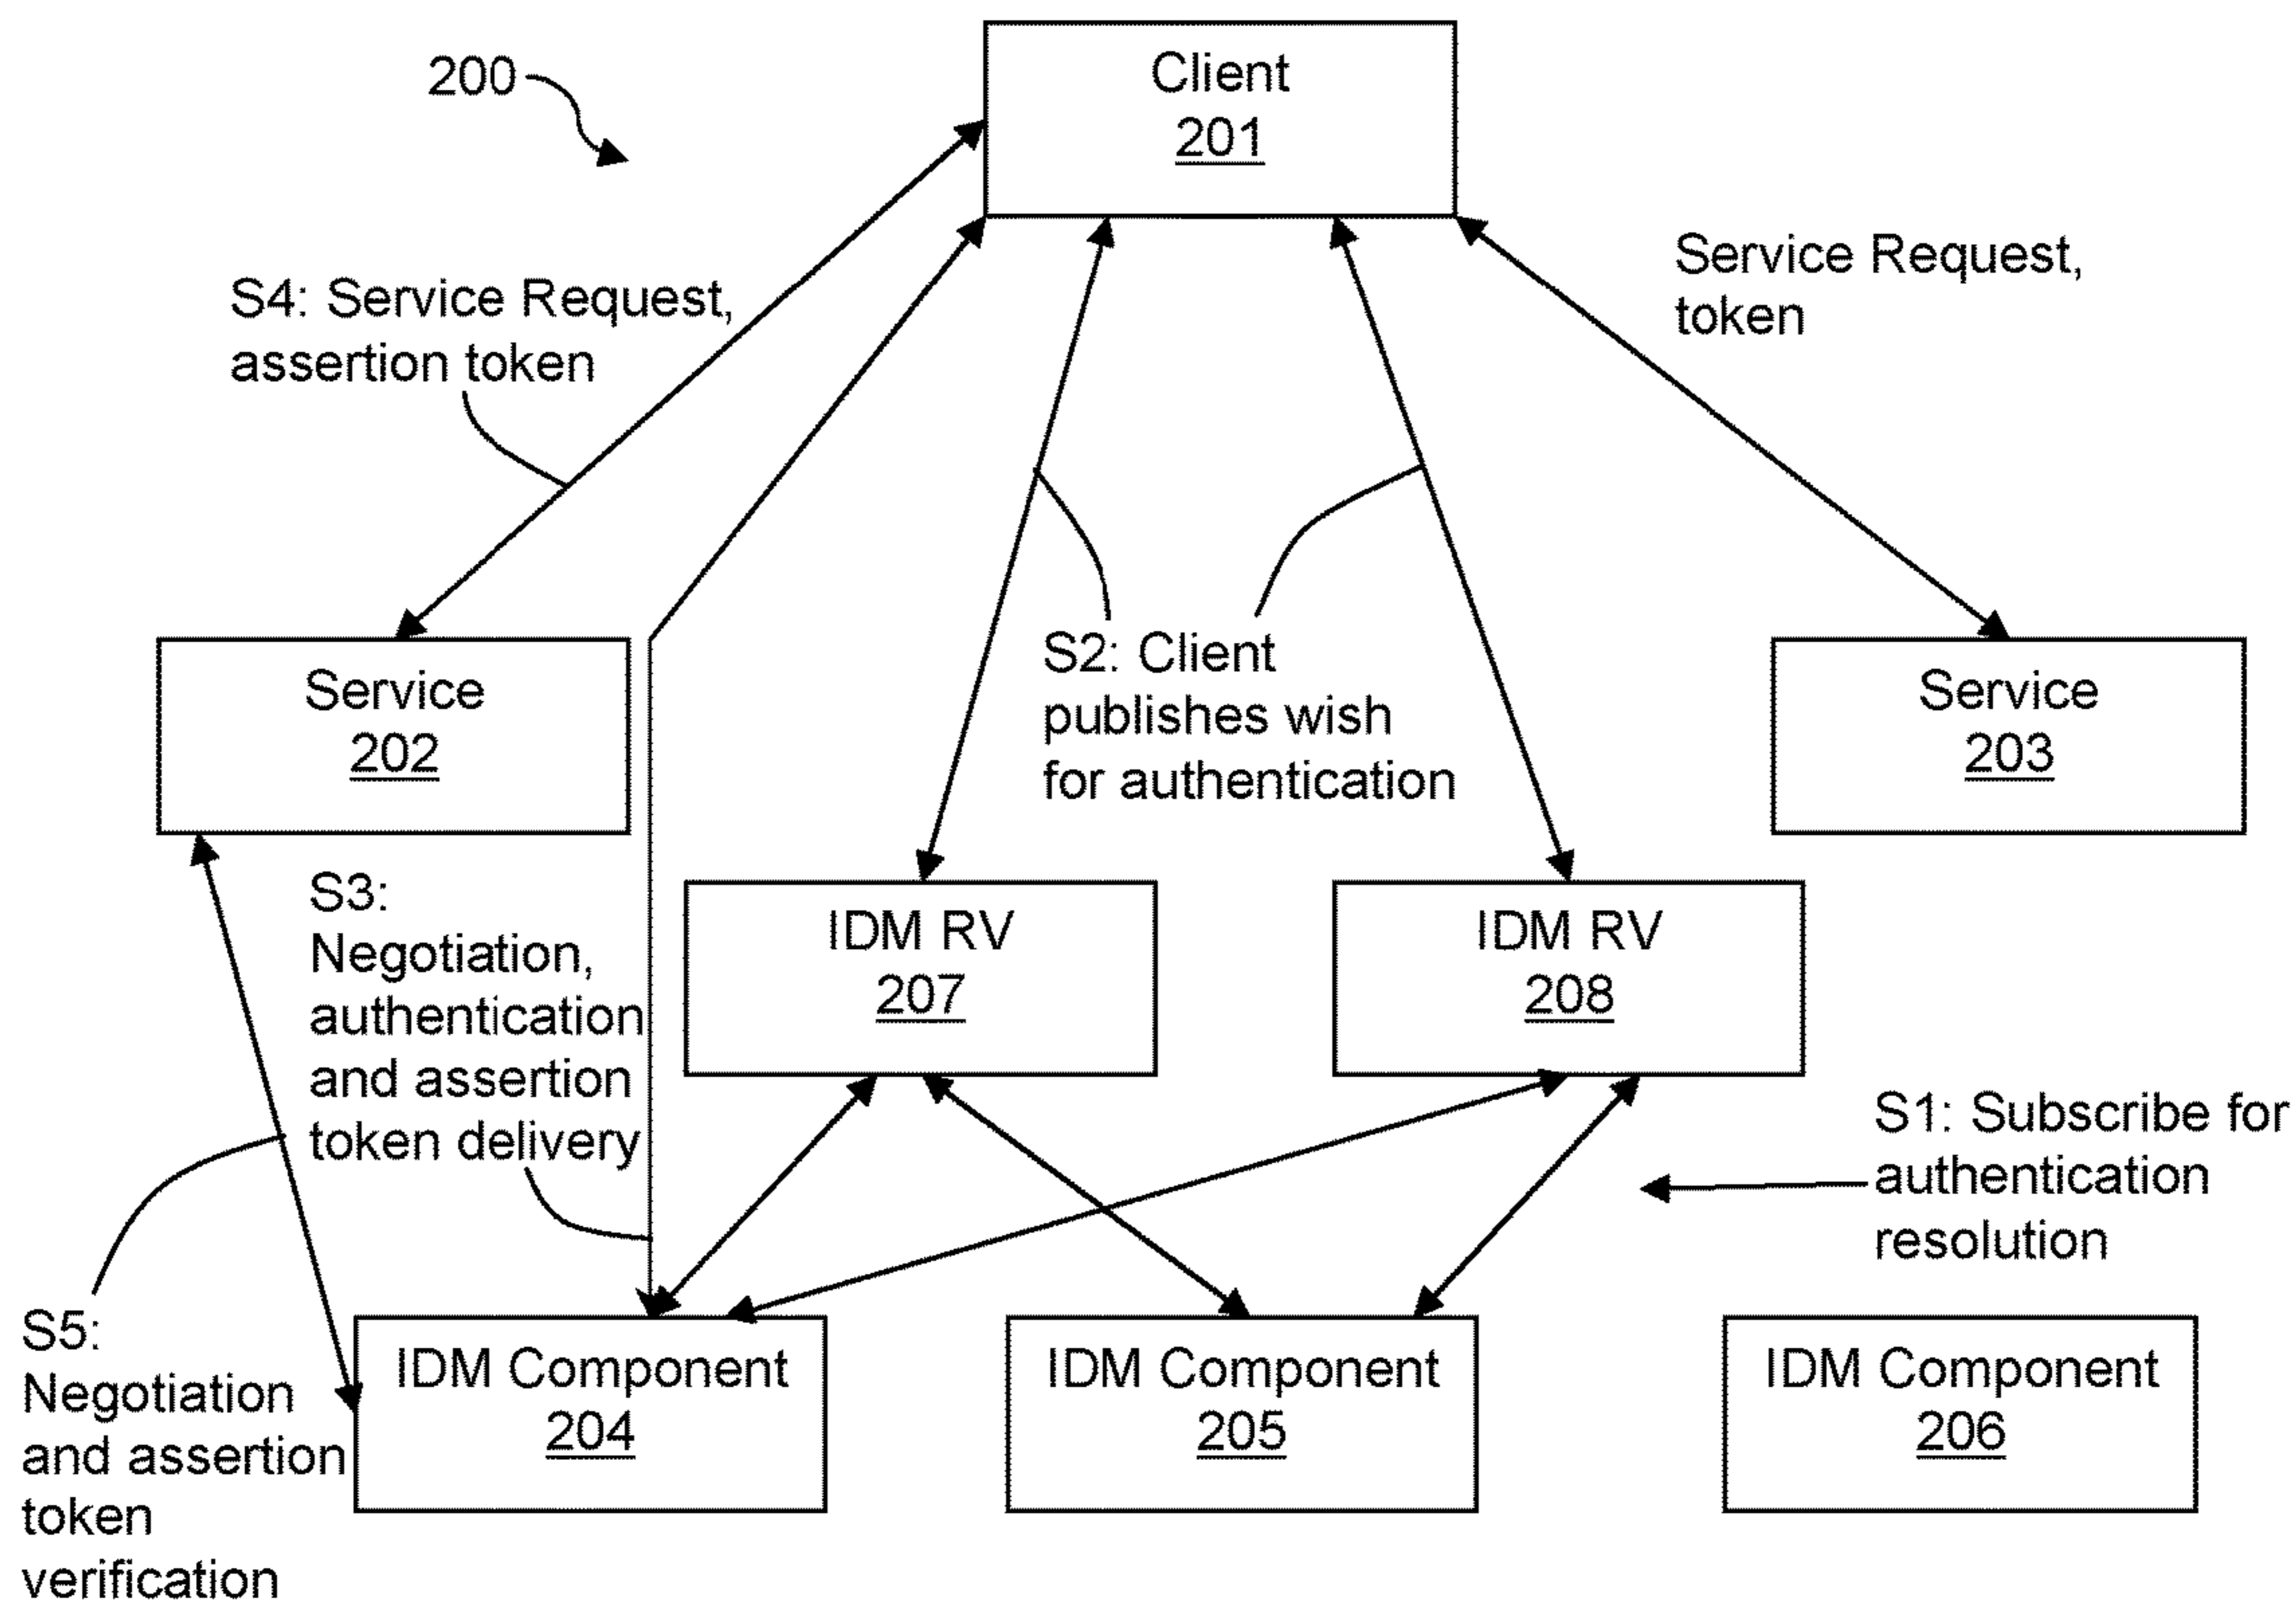 200
Client
201
S4: Service Request,
assertion token
Service Request,
token
Service
202
S2: Client
publishes wish
for authentication
Service
203
S3:
Negotiation,
authentication
and assertion
token delivery
IDM RV
207
IDM RV
208
S1: Subscribe for
authentication
resolution
S5:
Negotiation
and assertion
token
verification
IDM Component
204
IDM Component
205
IDM Component
206